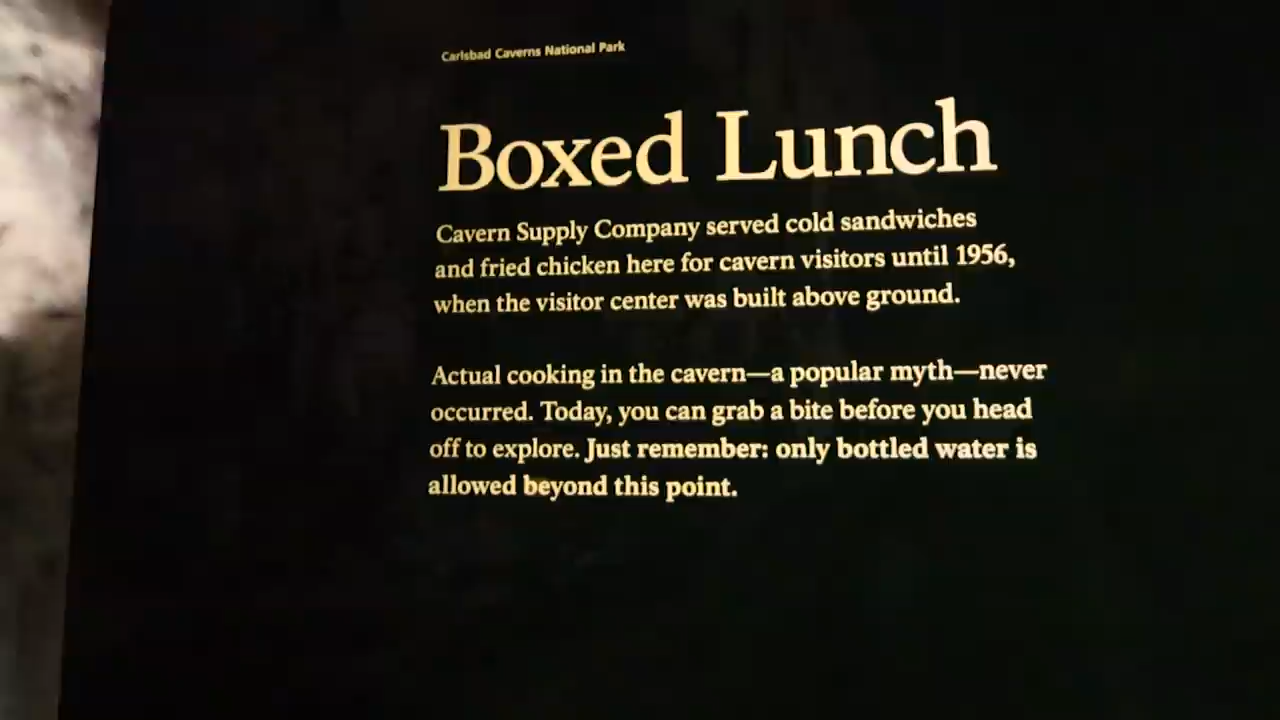 Carlsbad Caverns National Park
Boxed Lunch
Cavern Supply Company served cold sandwiches
and fried chicken here for cavern visitors until 1956,
when the visitor center was built above ground.
Actual cooking in the cavern—a popular myth—never
occurred. Today, you can grab a bite before you head
off to explore. Just remember: only bottled water is
allowed beyond this point.